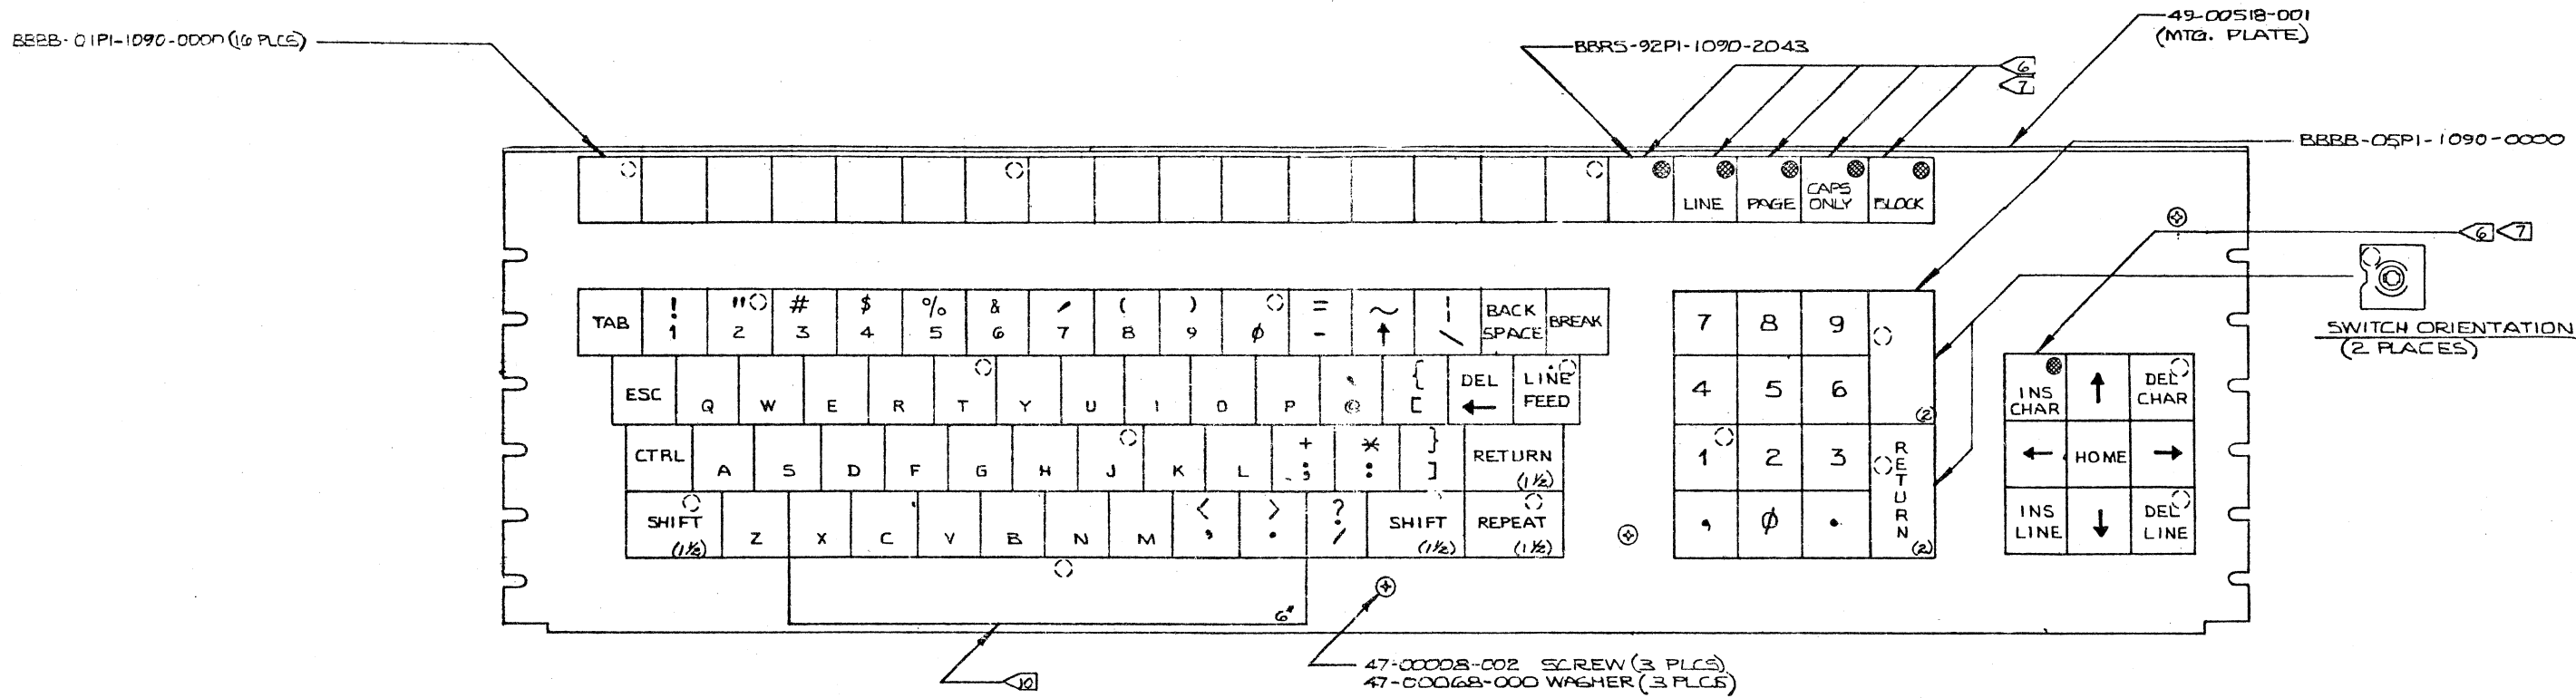 BBBB-01P1-1090-0000 (16 PLCS)
BBRS-92P1-1090-2043
49-00518-001
(MTG. PLATE)
6
7
BBBB-05P1-1090-0000
LINE PAGE CAPS ONLY BLOCK
6 7
SWITCH ORIENTATION
(2 PLACES)
TAB ! 1 " 2 # 3 $ 4 % 5 & 6 ' 7 ( 8 ) 9 Ø = - ~ ↑ ¦ \ BACK SPACE BREAK
ESC Q W E R T Y U I O P ` @ { [ DEL ← LINE FEED
CTRL A S D F G H J K L + ; * : } ] RETURN (1½)
SHIFT (1½) Z X C V B N M < , > . ? / SHIFT (1½) REPEAT (1½)
6"
7 8 9 (2)
4 5 6
1 2 3 RETURN (2)
, Ø .
INS CHAR ↑ DEL CHAR
← HOME →
INS LINE ↓ DEL LINE
10
47-00008-002 SCREW (3 PLCS)
47-00068-000 WASHER (3 PLCS)